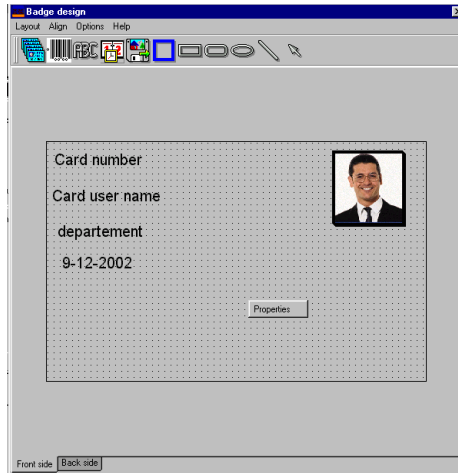 Badge design
Layout Align Options Help
ABC
Card number
Card user name
departement
9-12-2002
Properties
Front side Back side